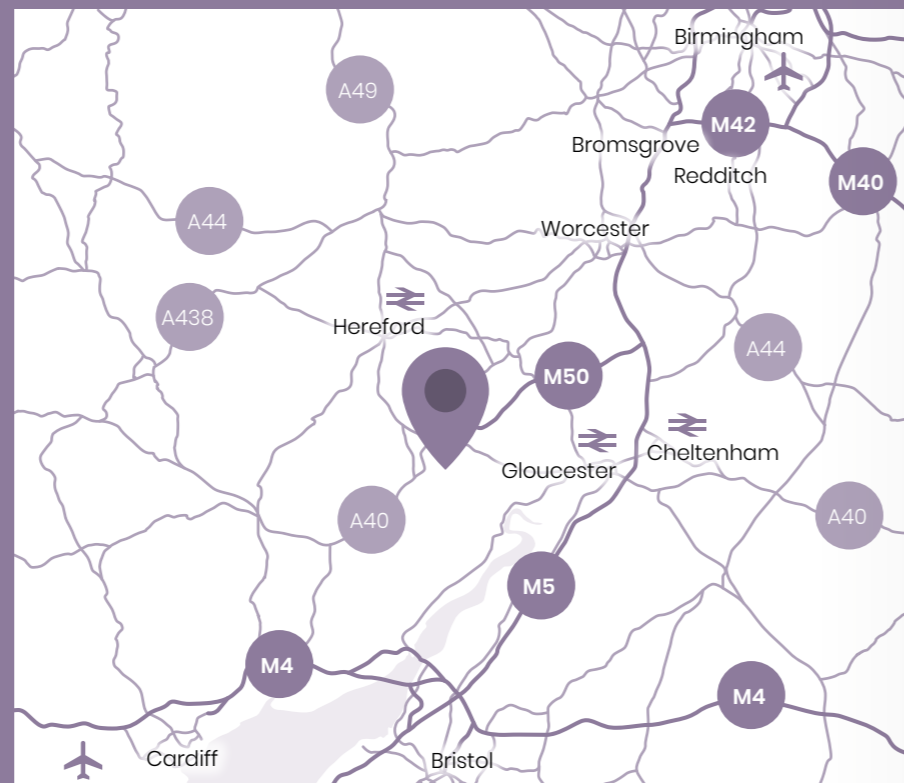 Birmingham
A49
M42
Bromsgrove
Redditch
M40
A44
Worcester
A438
Hereford
A44
M50
Cheltenham
Gloucester
A40
A40
M5
M4
M4
Cardiff
Bristol